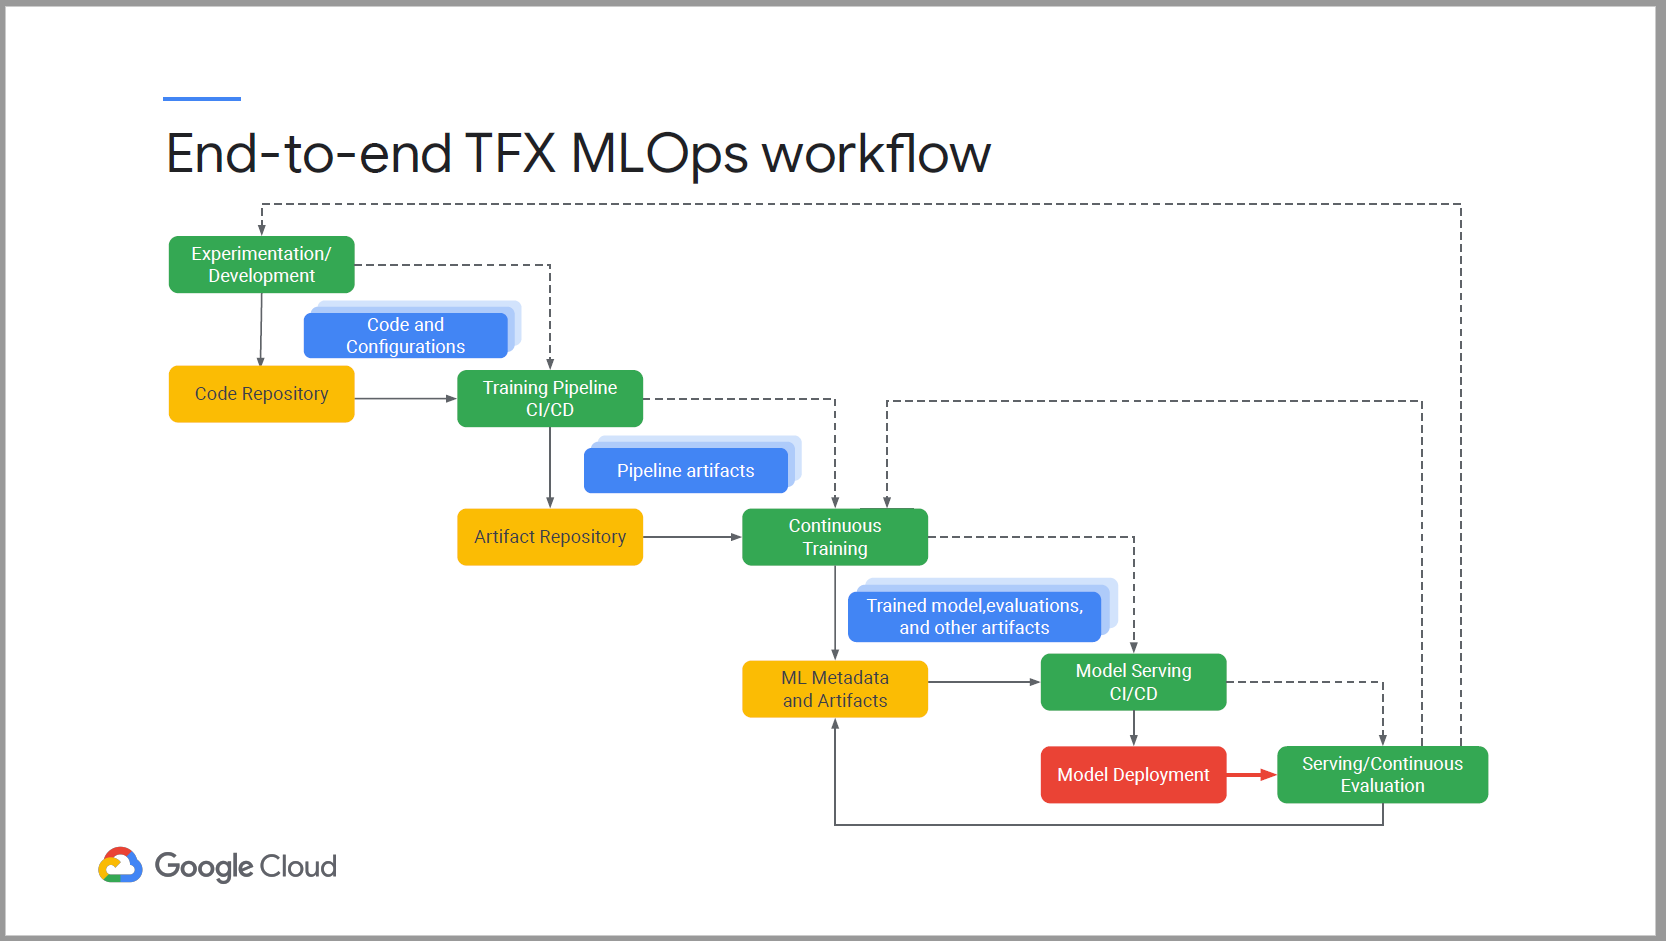 End-to-end TFX MLOps workflow
Experimentation/
Development
Code and
Configurations
Code Repository
Training Pipeline
CI/CD
Pipeline artifacts
Artifact Repository
Continuous
Training
Trained model,evaluations,
and other artifacts
ML Metadata
and Artifacts
Model Serving
CI/CD
Model Deployment
Serving/Continuous
Evaluation
Google Cloud